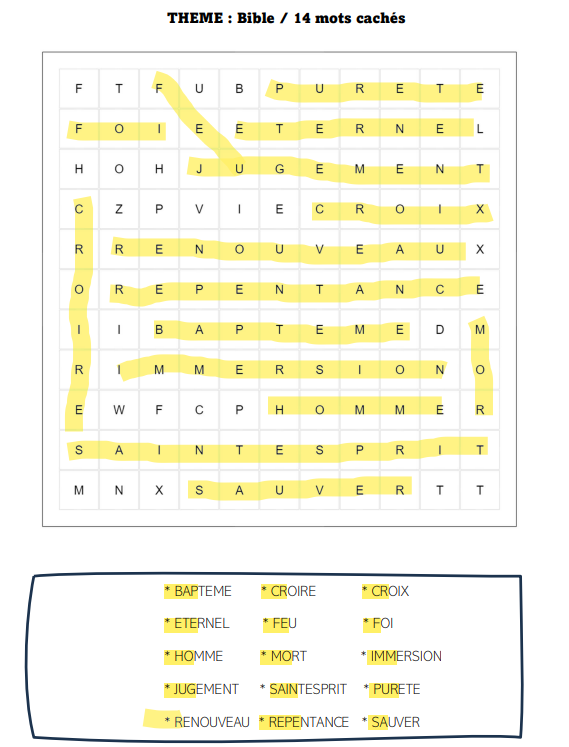 THEME : Bible / 14 mots cachés
F T F U B P U R E T E
F O I E E T E R N E L
H O H J U G E M E N T
C Z P V I E C R O I X
R R E N O U V E A U X
O R E P E N T A N C E
I I B A P T E M E D M
R I M M E R S I O N O
E W F C P H O M M E R
S A I N T E S P R I T
M N X S A U V E R T T
* BAPTEME * CROIRE * CROIX
* ETERNEL * FEU * FOI
* HOMME * MORT * IMMERSION
* JUGEMENT * SAINTESPRIT * PURETE
* RENOUVEAU * REPENTANCE * SAUVER